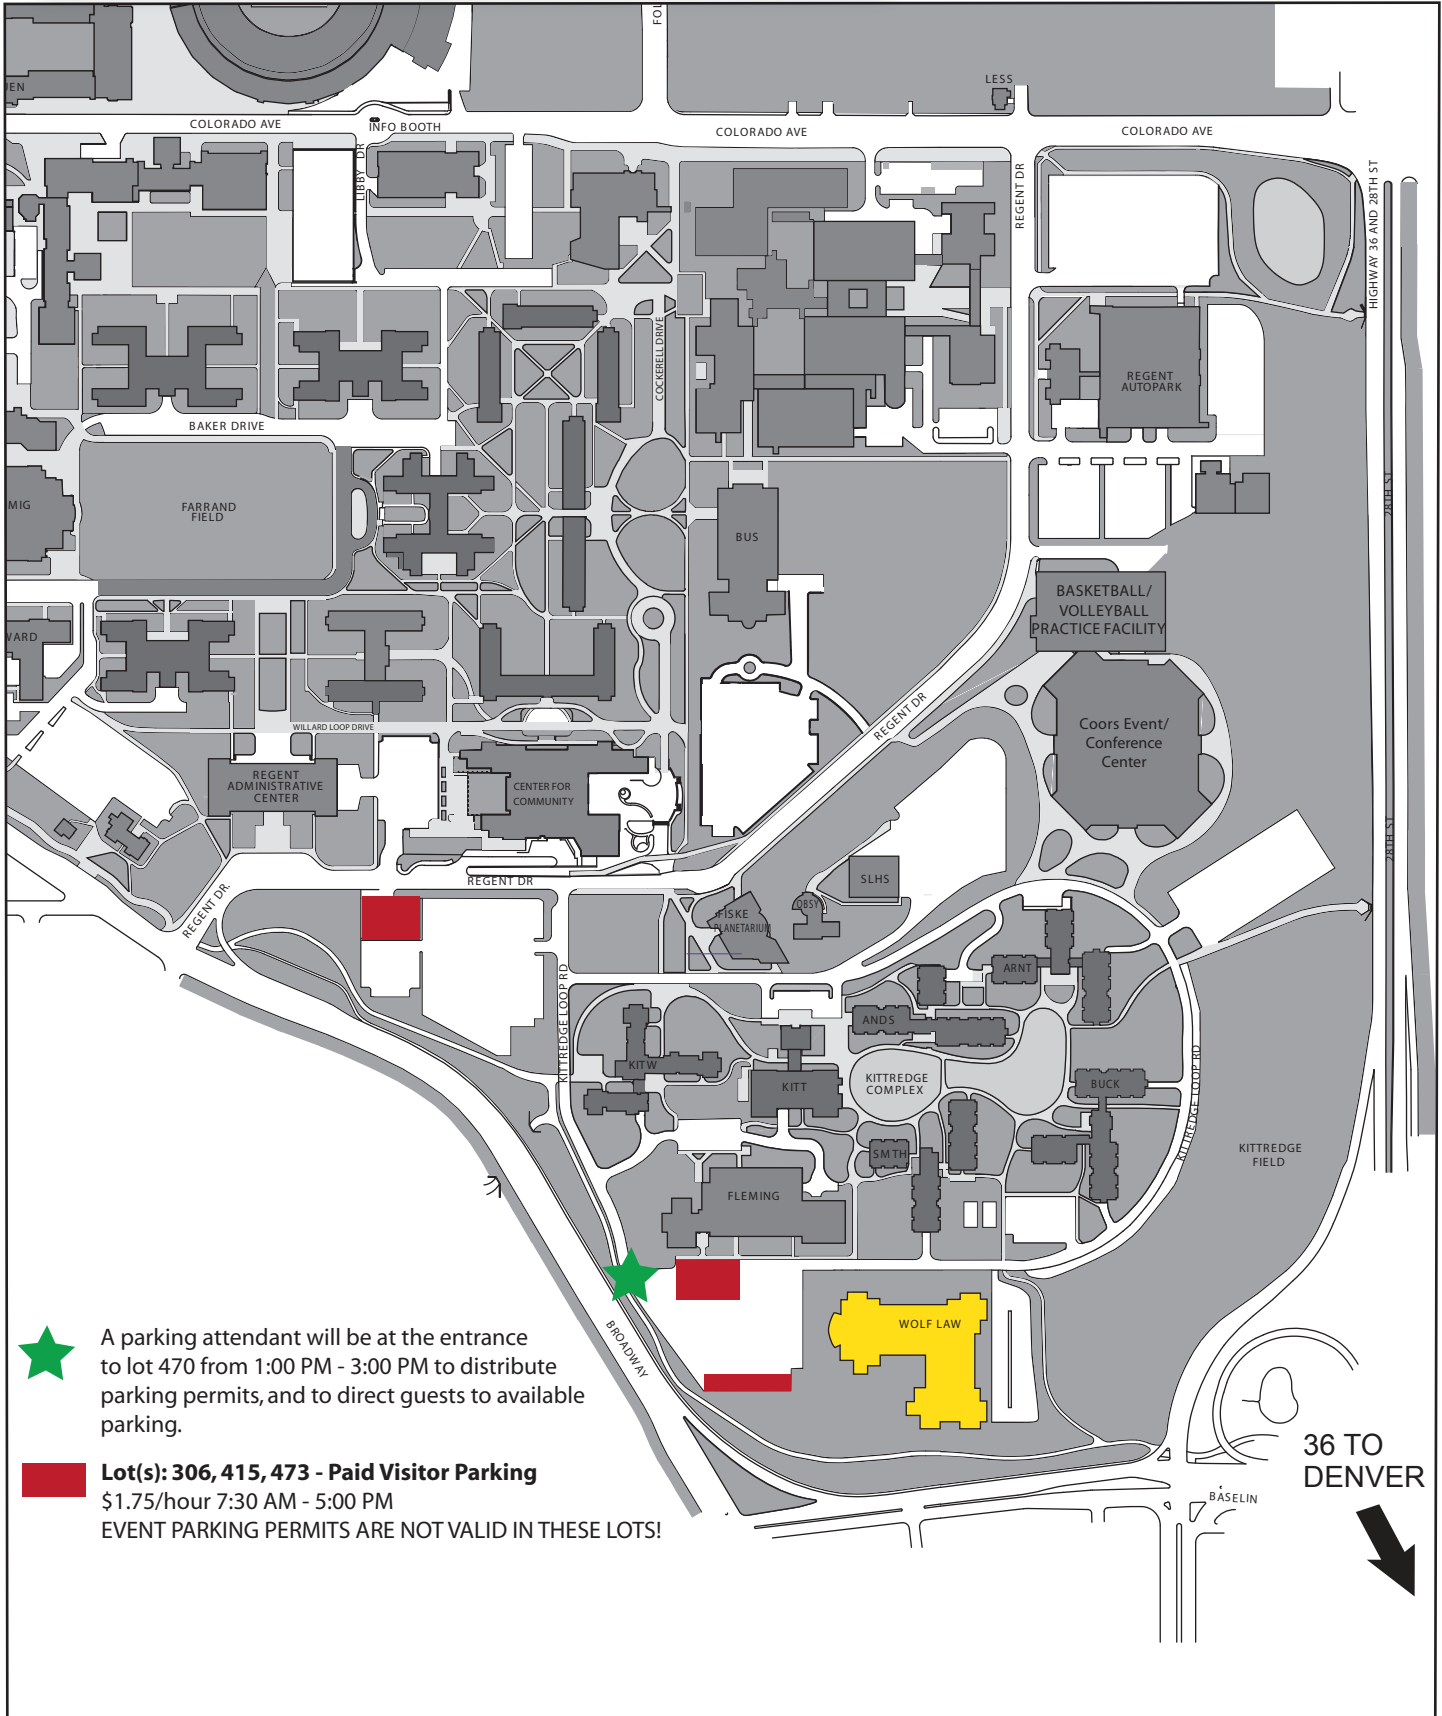 FOL
LESS
UEN
COLORADO AVE
INFO BOOTH
COLORADO AVE
COLORADO AVE
LIBBY DR
REGENT DR
HIGHWAY 36 AND 28TH ST
COCKERELL DRIVE
REGENT
AUTOPARK
BAKER DRIVE
MIG
FARRAND
FIELD
BUS
28TH ST
BASKETBALL/
VOLLEYBALL
PRACTICE FACILITY
WARD
WILLARD LOOP DRIVE
REGENT DR
Coors Event/
Conference
Center
REGENT
ADMINISTRATIVE
CENTER
CENTER FOR
COMMUNITY
28TH ST
REGENT DR
SLHS
REGENT DR.
FISKE
PLANETARIUM
OBSY
ARNT
KITTREDGE LOOP RD
ANDS
KITW
KITT
KITTREDGE
COMPLEX
BUCK
KITTREDGE LOOP RD
SMTH
KITTREDGE
FIELD
FLEMING
WOLF LAW
BROADWAY
A parking attendant will be at the entrance
to lot 470 from 1:00 PM - 3:00 PM to distribute
parking permits, and to direct guests to available
parking.
Lot(s): 306, 415, 473 - Paid Visitor Parking
$1.75/hour 7:30 AM - 5:00 PM
EVENT PARKING PERMITS ARE NOT VALID IN THESE LOTS!
36 TO
DENVER
BASELIN